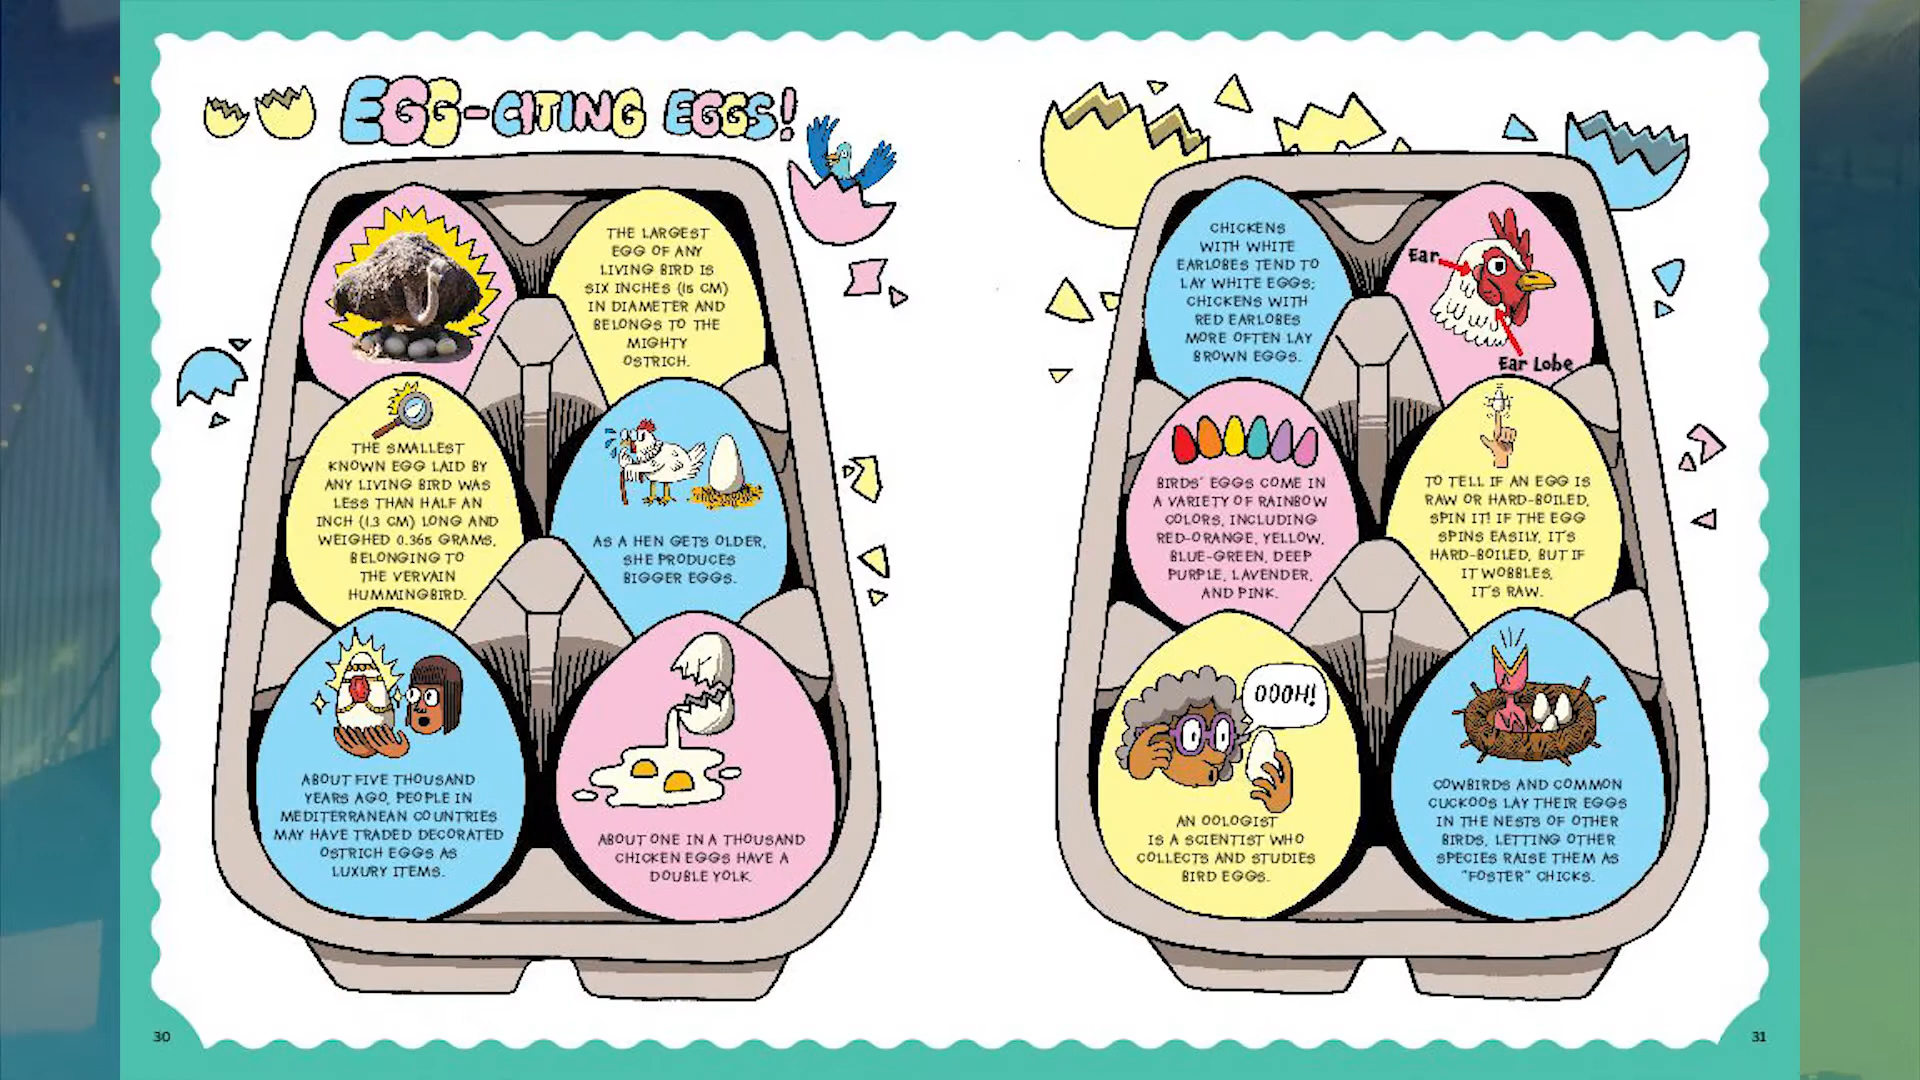 EGG-CITING EGGS!
THE LARGEST
EGG OF ANY
LIVING BIRD IS
SIX INCHES (15 CM)
IN DIAMETER AND
BELONGS TO THE
MIGHTY
OSTRICH.
THE SMALLEST
KNOWN EGG LAID BY
ANY LIVING BIRD WAS
LESS THAN HALF AN
INCH (1.3 CM) LONG AND
WEIGHED 0.365 GRAMS,
BELONGING TO
THE VERVAIN
HUMMINGBIRD.
AS A HEN GETS OLDER,
SHE PRODUCES
BIGGER EGGS.
ABOUT FIVE THOUSAND
YEARS AGO, PEOPLE IN
MEDITERRANEAN COUNTRIES
MAY HAVE TRADED DECORATED
OSTRICH EGGS AS
LUXURY ITEMS.
ABOUT ONE IN A THOUSAND
CHICKEN EGGS HAVE A
DOUBLE YOLK.
30
CHICKENS
WITH WHITE
EARLOBES TEND TO
LAY WHITE EGGS;
CHICKENS WITH
RED EARLOBES
MORE OFTEN LAY
BROWN EGGS.
Ear
Ear Lobe
BIRDS' EGGS COME IN
A VARIETY OF RAINBOW
COLORS, INCLUDING
RED-ORANGE, YELLOW,
BLUE-GREEN, DEEP
PURPLE, LAVENDER,
AND PINK.
TO TELL IF AN EGG IS
RAW OR HARD-BOILED,
SPIN IT! IF THE EGG
SPINS EASILY, IT'S
HARD-BOILED, BUT IF
IT WOBBLES,
IT'S RAW.
OOOH!
AN OOLOGIST
IS A SCIENTIST WHO
COLLECTS AND STUDIES
BIRD EGGS.
COWBIRDS AND COMMON
CUCKOOS LAY THEIR EGGS
IN THE NESTS OF OTHER
BIRDS, LETTING OTHER
SPECIES RAISE THEM AS
"FOSTER" CHICKS.
31